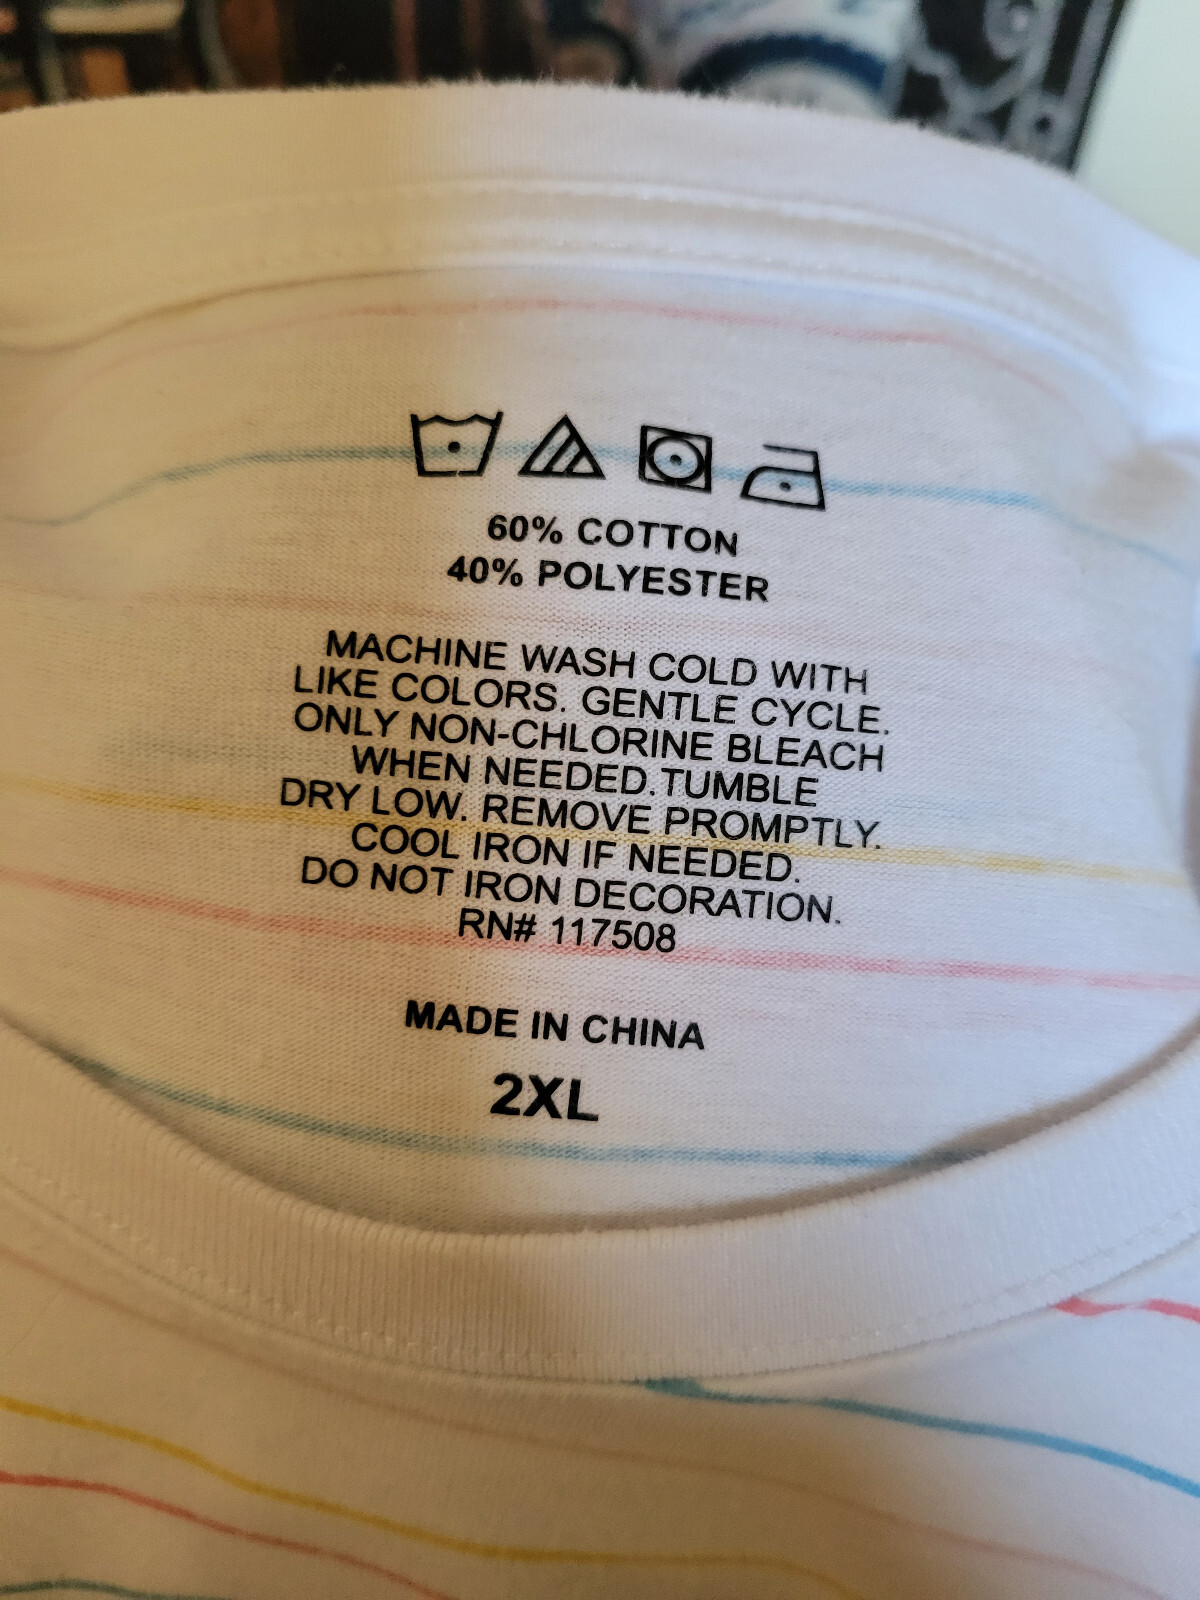 60% COTTON
40% POLYESTER
MACHINE WASH COLD WITH
LIKE COLORS. GENTLE CYCLE.
ONLY NON-CHLORINE BLEACH
WHEN NEEDED. TUMBLE
DRY LOW. REMOVE PROMPTLY.
COOL IRON IF NEEDED.
DO NOT IRON DECORATION.
RN# 117508
MADE IN CHINA
2XL